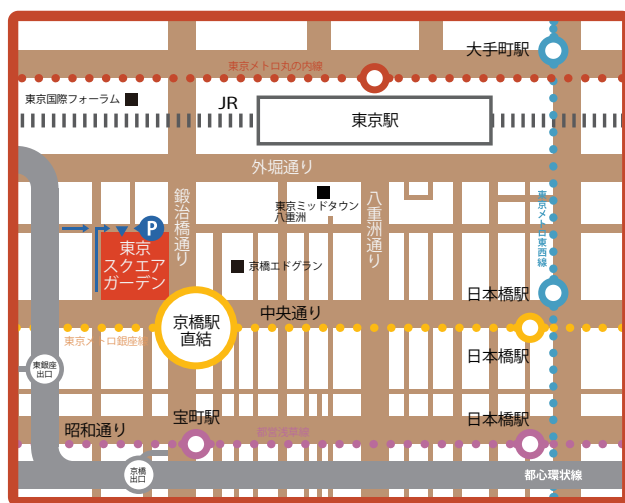 大手町駅
東京メトロ丸の内線
東京国際フォーラム
JR
東京駅
外堀通り
鍛冶橋通り
八重洲通り
東京ミッドタウン
八重洲
東京メトロ東西線
P
東京
スクエア
ガーデン
京橋エドグラン
日本橋駅
中央通り
京橋駅
直結
東京メトロ銀座線
日本橋駅
東銀座
出口
宝町駅
日本橋駅
昭和通り
都営浅草線
京橋
出口
都心環状線